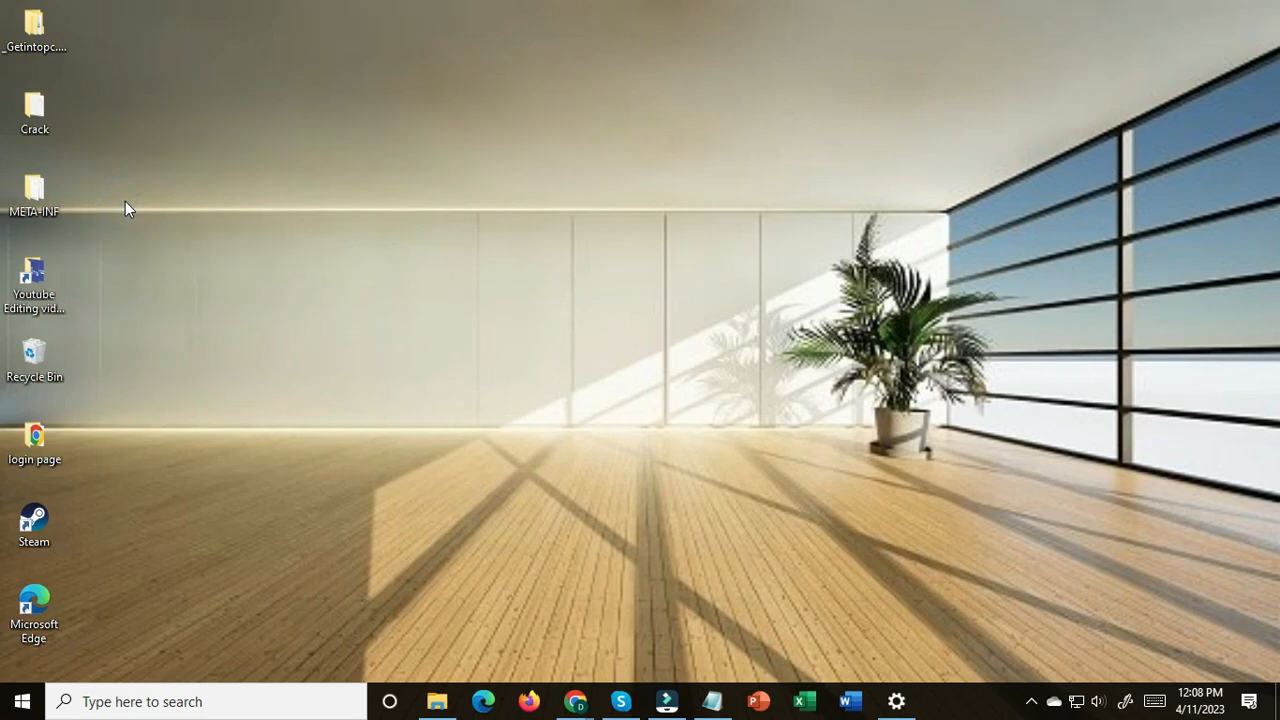 _Getintopc....
Crack
META-INF
Youtube
Editing vid...
Recycle Bin
login page
Steam
Microsoft
Edge
Type here to search
12:08 PM
4/11/2023